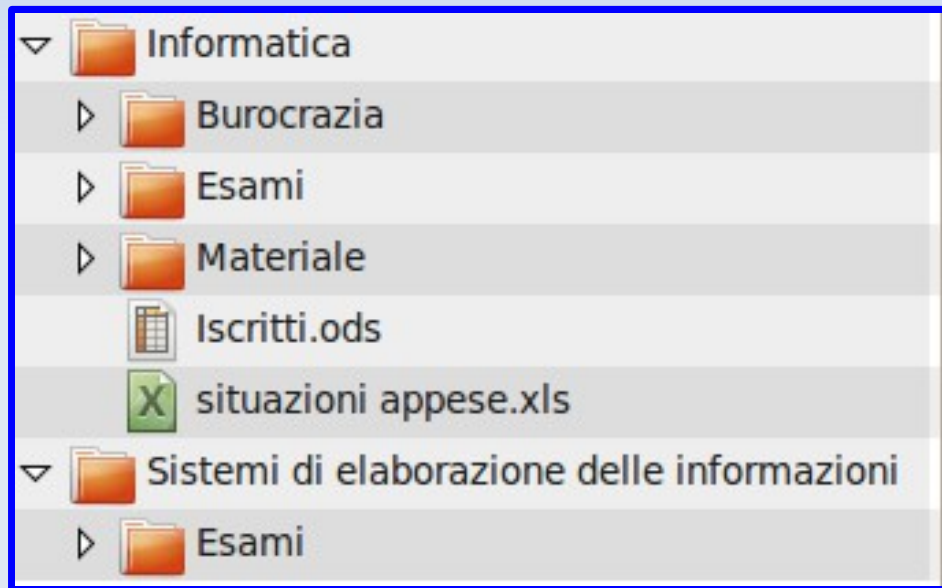 Informatica
Burocrazia
Esami
Materiale
Iscritti.ods
situazioni appese.xls
Sistemi di elaborazione delle informazioni
Esami